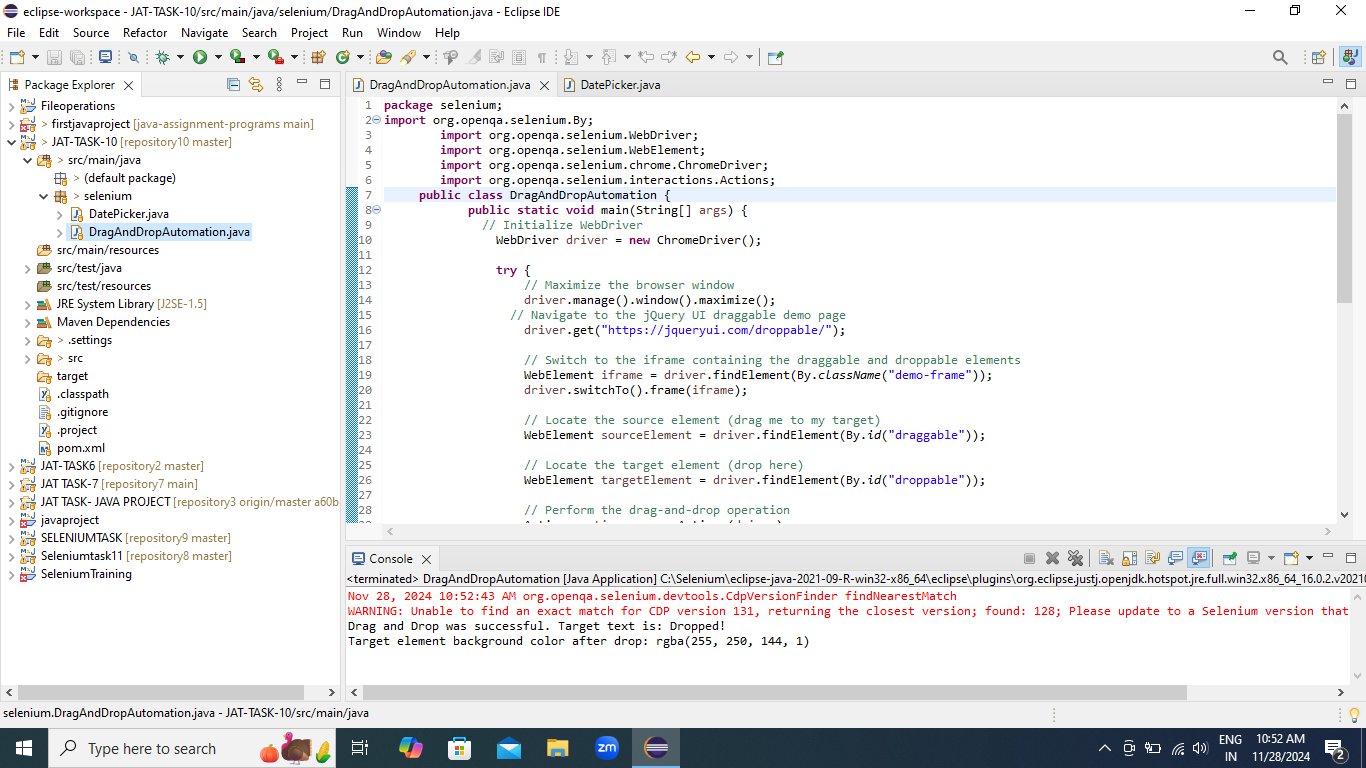 eclipse-workspace - JAT-TASK-10/src/main/java/selenium/DragAndDropAutomation.java - Eclipse IDE
File Edit Source Refactor Navigate Search Project Run Window Help
Package Explorer
Fileoperations
> firstjavaproject [java-assignment-programs main]
> JAT-TASK-10 [repository10 master]
> src/main/java
> (default package)
> selenium
DatePicker.java
DragAndDropAutomation.java
src/main/resources
src/test/java
src/test/resources
JRE System Library [J2SE-1.5]
Maven Dependencies
> .settings
> src
target
.classpath
.gitignore
.project
pom.xml
JAT-TASK6 [repository2 master]
JAT TASK-7 [repository7 main]
JAT TASK- JAVA PROJECT [repository3 origin/master a60b
javaproject
SELENIUMTASK [repository9 master]
Seleniumtask11 [repository8 master]
SeleniumTraining
DragAndDropAutomation.java DatePicker.java
1 package selenium;
2 import org.openqa.selenium.By;
3 import org.openqa.selenium.WebDriver;
4 import org.openqa.selenium.WebElement;
5 import org.openqa.selenium.chrome.ChromeDriver;
6 import org.openqa.selenium.interactions.Actions;
7 public class DragAndDropAutomation {
8 public static void main(String[] args) {
9 // Initialize WebDriver
10 WebDriver driver = new ChromeDriver();
11
12 try {
13 // Maximize the browser window
14 driver.manage().window().maximize();
15 // Navigate to the jQuery UI draggable demo page
16 driver.get("https://jqueryui.com/droppable/");
17
18 // Switch to the iframe containing the draggable and droppable elements
19 WebElement iframe = driver.findElement(By.className("demo-frame"));
20 driver.switchTo().frame(iframe);
21
22 // Locate the source element (drag me to my target)
23 WebElement sourceElement = driver.findElement(By.id("draggable"));
24
25 // Locate the target element (drop here)
26 WebElement targetElement = driver.findElement(By.id("droppable"));
27
28 // Perform the drag-and-drop operation
Console
<terminated> DragAndDropAutomation [Java Application] C:\Selenium\eclipse-java-2021-09-R-win32-x86_64\eclipse\plugins\org.eclipse.justj.openjdk.hotspot.jre.full.win32.x86_64_16.0.2.v20210
Nov 28, 2024 10:52:43 AM org.openqa.selenium.devtools.CdpVersionFinder findNearestMatch
WARNING: Unable to find an exact match for CDP version 131, returning the closest version; found: 128; Please update to a Selenium version that
Drag and Drop was successful. Target text is: Dropped!
Target element background color after drop: rgba(255, 250, 144, 1)
selenium.DragAndDropAutomation.java - JAT-TASK-10/src/main/java
Type here to search
zm
ENG
IN
10:52 AM
11/28/2024
2